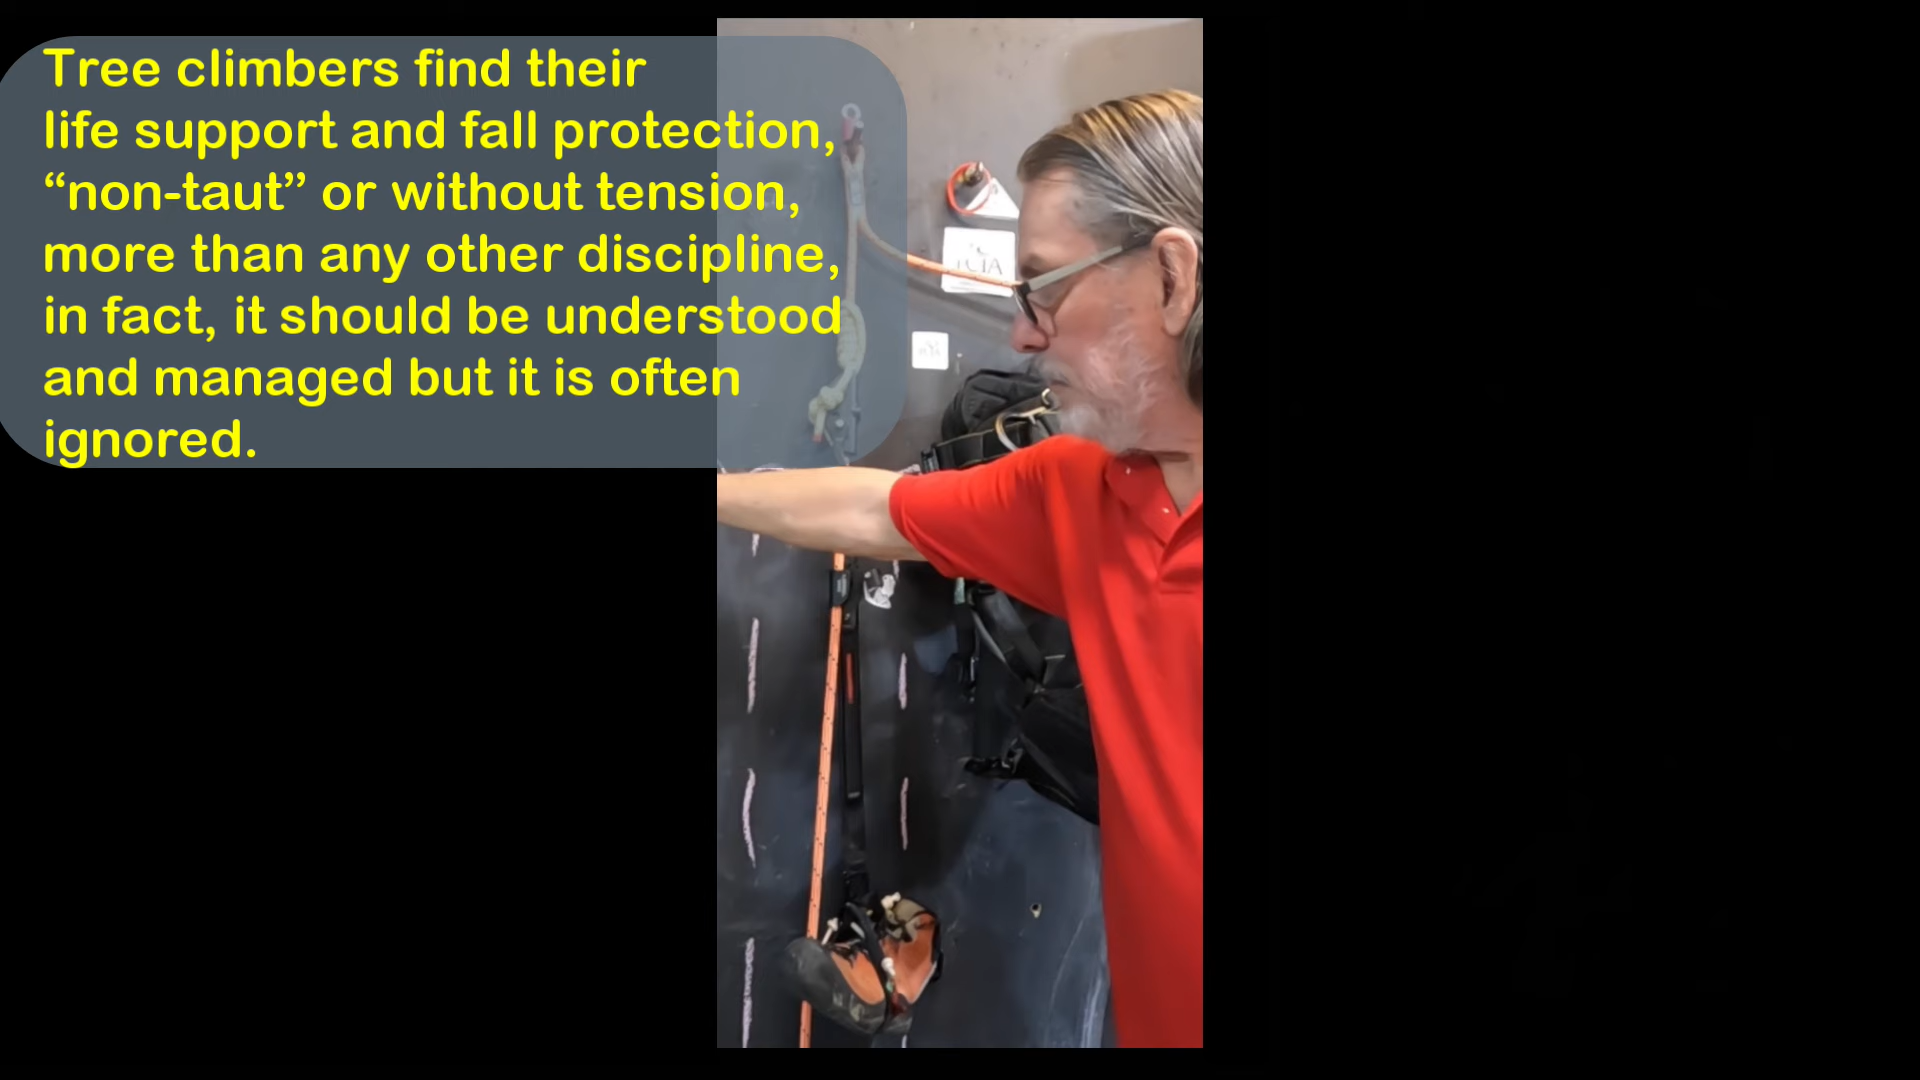 Tree climbers find their
life support and fall protection,
“non-taut” or without tension,
more than any other discipline,
in fact, it should be understood
and managed but it is often
ignored.